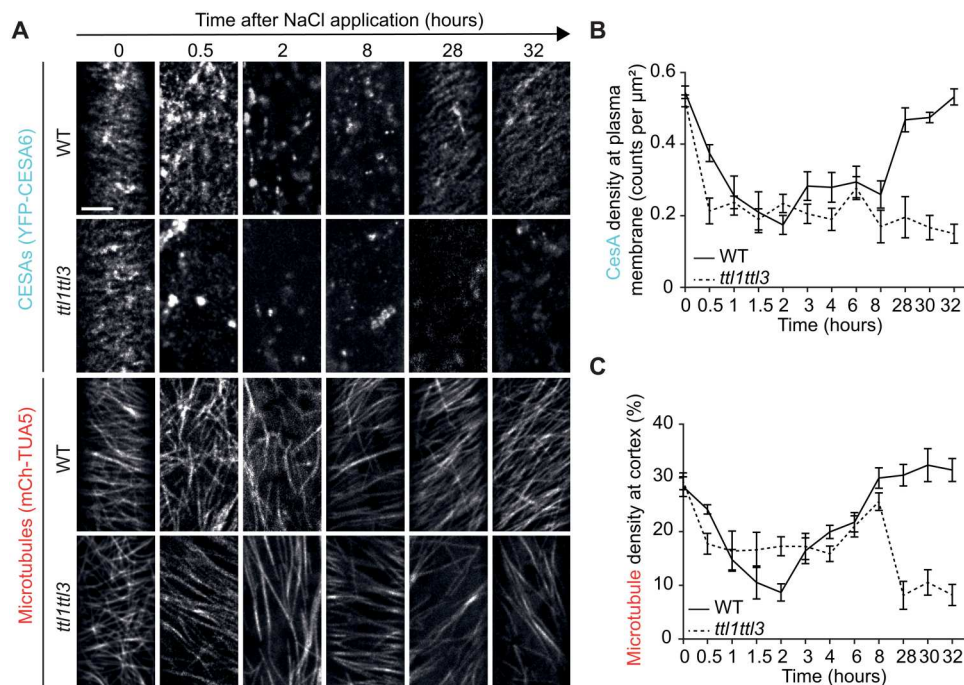 A
Time after NaCl application (hours)
0 0.5 2 8 28 32
CESAs (YFP-CESA6)
WT
ttl1ttl3
Microtubules (mCh-TUA5)
WT
ttl1ttl3
B
CesA density at plasma
membrane (counts per µm²)
0.6
0.4
0.2
0
WT
ttl1ttl3
0 0.5 1 1.5 2 3 4 6 8 28 30 32
Time (hours)
C
Microtubule density at cortex (%)
40
30
20
10
0
WT
ttl1ttl3
0 0.5 1 1.5 2 3 4 6 8 28 30 32
Time (hours)